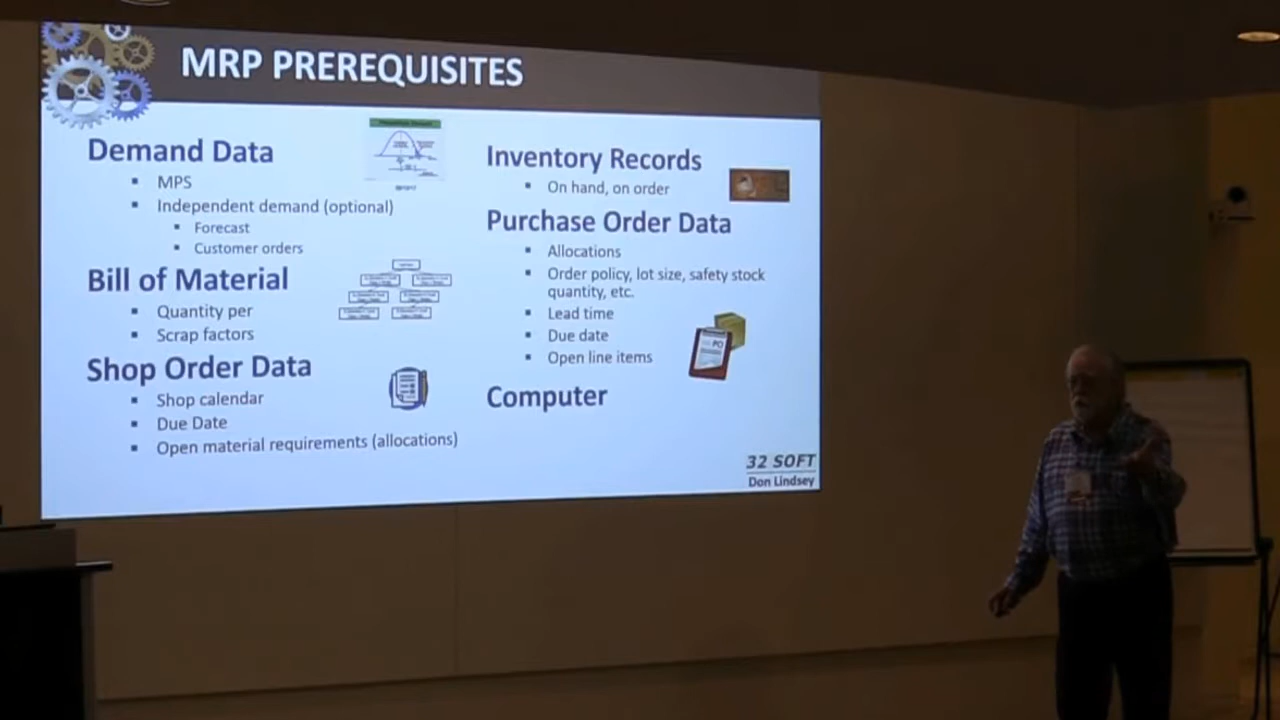 MRP PREREQUISITES
Demand Data
MPS
Independent demand (optional)
Forecast
Customer orders
Bill of Material
Quantity per
Scrap factors
Shop Order Data
Shop calendar
Due Date
Open material requirements (allocations)
Inventory Records
On hand, on order
Purchase Order Data
Allocations
Order policy, lot size, safety stock
quantity, etc.
Lead time
Due date
Open line items
PO
Computer
32 SOFT
Don Lindsey